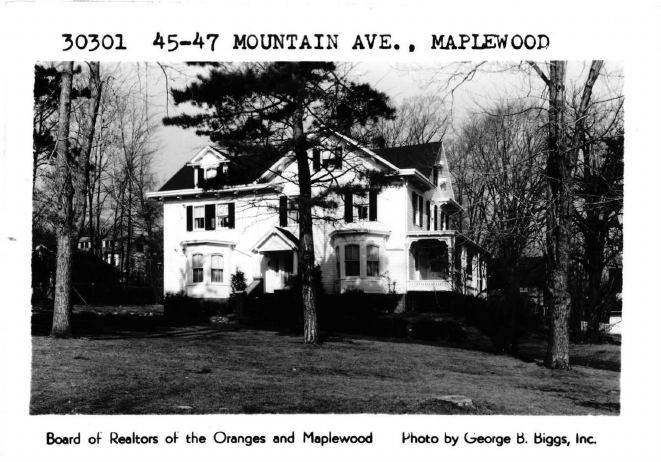 30301 45-47 MOUNTAIN AVE., MAPLEWOOD
Board of Realtors of the Oranges and Maplewood Photo by George B. Biggs, Inc.